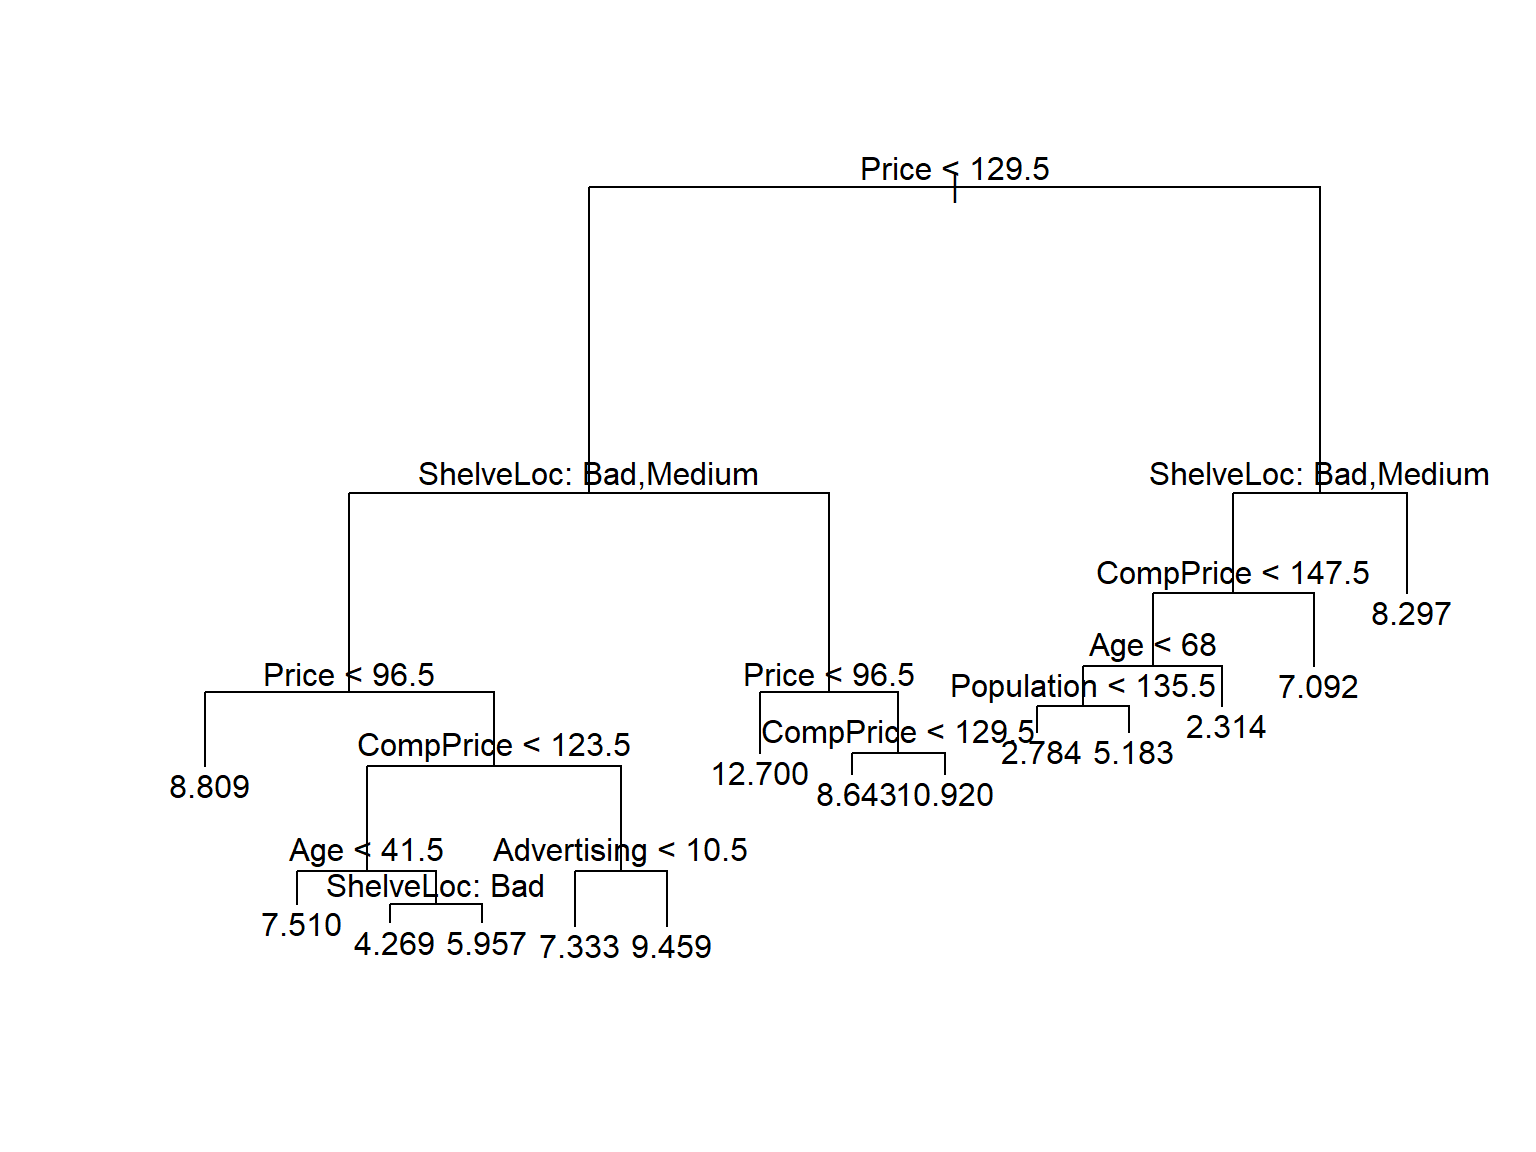 Price < 129.5
ShelveLoc: Bad,Medium
ShelveLoc: Bad,Medium
CompPrice < 147.5
8.297
Age < 68
Price < 96.5
Price < 96.5
Population < 135.5
7.092
2.314
CompPrice < 123.5
CompPrice < 129.5
2.784
5.183
8.809
12.700
8.643
10.920
Age < 41.5
Advertising < 10.5
ShelveLoc: Bad
7.510
4.269
5.957
7.333
9.459